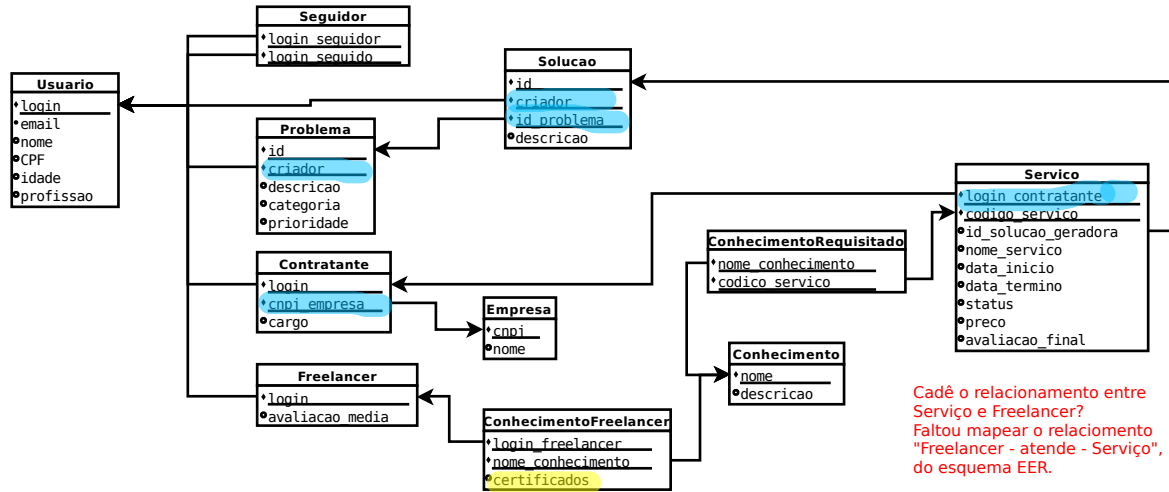 Seguidor
login_seguidor
login_seguido
Usuario
login
email
nome
CPF
idade
profissao
Solucao
id
criador
id_problema
descricao
Problema
id
criador
descricao
categoria
prioridade
Servico
login_contratante
codigo_servico
id_solucao_geradora
nome_servico
data_inicio
data_termino
status
preco
avaliacao_final
ConhecimentoRequisitado
nome_conhecimento
codico_servico
Contratante
login
cnpj_empresa
cargo
Empresa
cnpj
nome
Conhecimento
nome
descricao
Freelancer
login
avaliacao_media
ConhecimentoFreelancer
login_freelancer
nome_conhecimento
certificados
Cadê o relacionamento entre
Serviço e Freelancer?
Faltou mapear o relaciomento
"Freelancer - atende - Serviço",
do esquema EER.